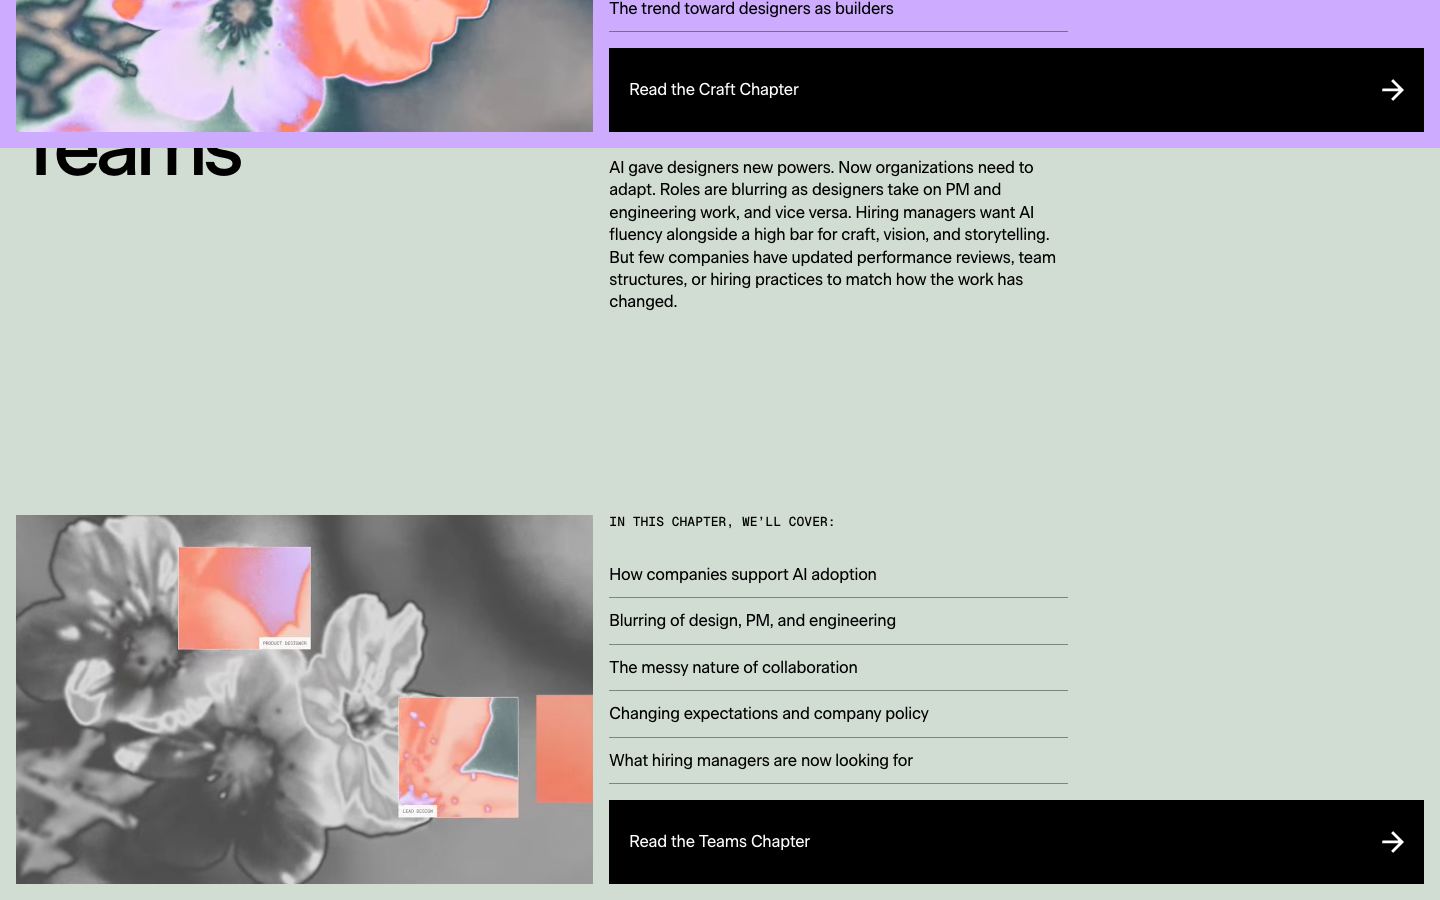 The trend toward designers as builders
Read the Craft Chapter
Teams
AI gave designers new powers. Now organizations need to
adapt. Roles are blurring as designers take on PM and
engineering work, and vice versa. Hiring managers want AI
fluency alongside a high bar for craft, vision, and storytelling.
But few companies have updated performance reviews, team
structures, or hiring practices to match how the work has
changed.
IN THIS CHAPTER, WE'LL COVER:
How companies support AI adoption
Blurring of design, PM, and engineering
The messy nature of collaboration
Changing expectations and company policy
What hiring managers are now looking for
Read the Teams Chapter
PRODUCT DESIGNER
LEAD DESIGN